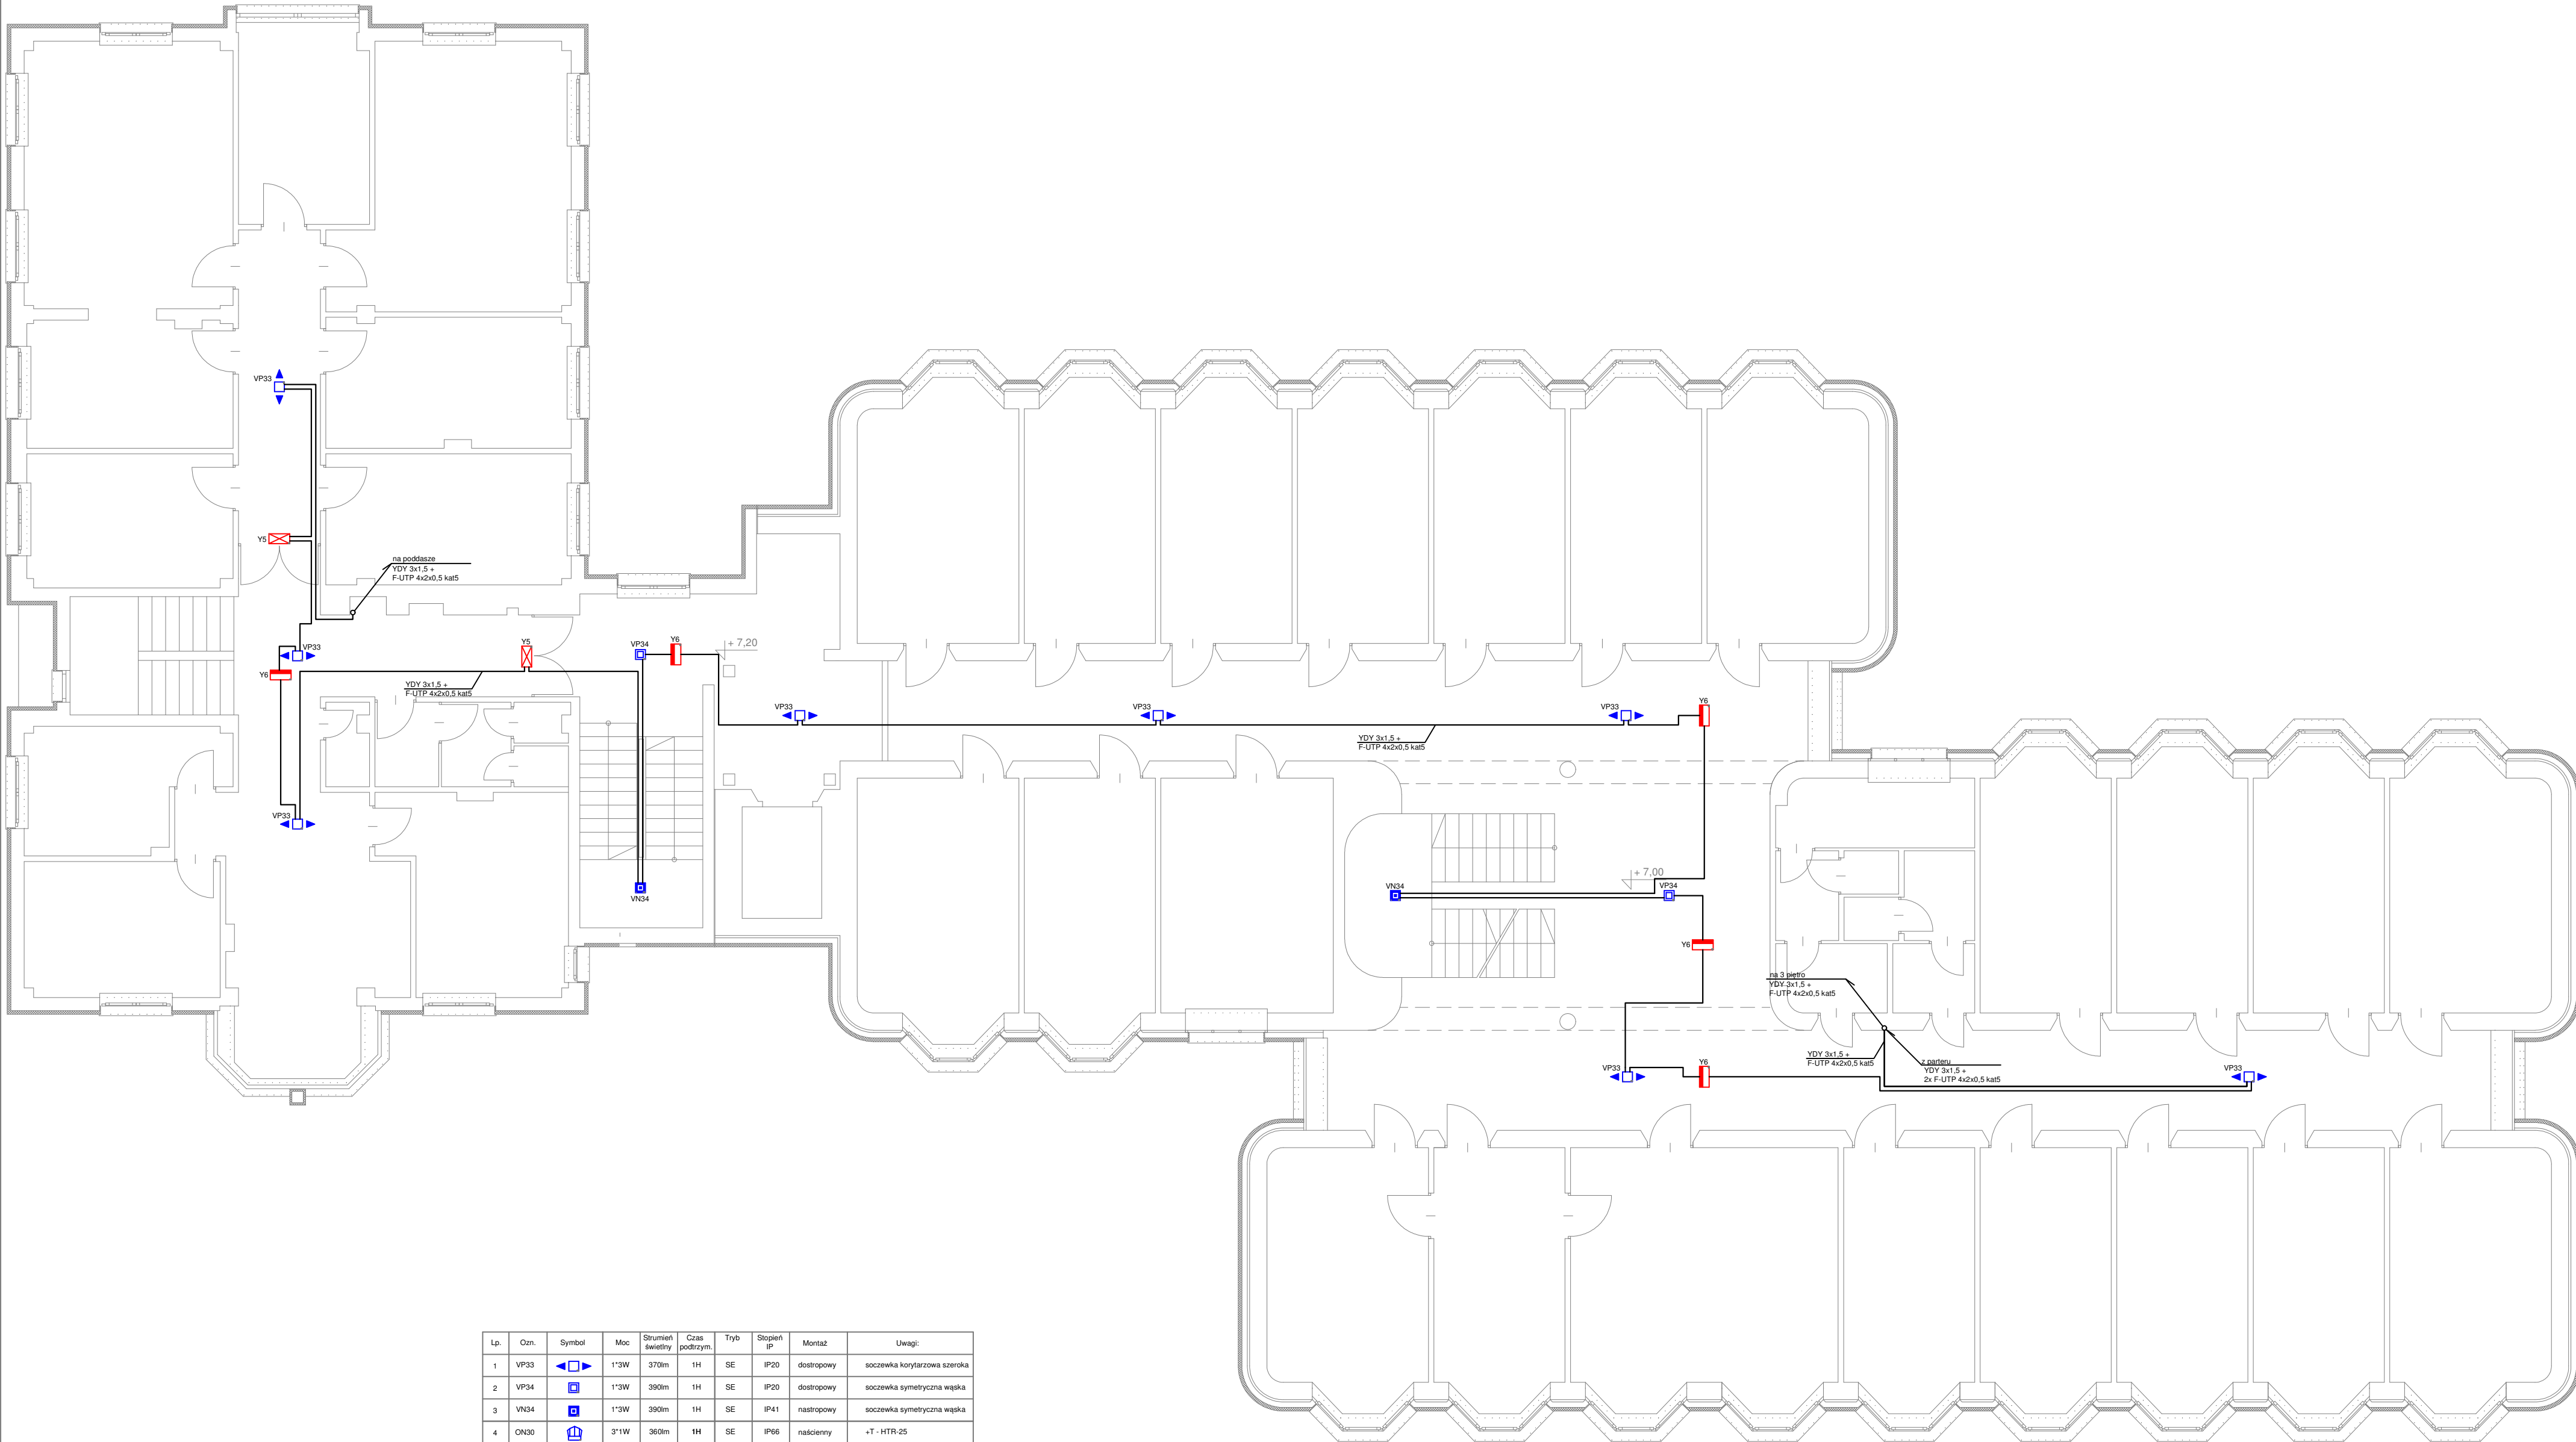 VP33
Y5
na poddasze
YDY 3x1,5 +
F-UTP 4x2x0,5 kat5
VP33
Y6
Y5
VP34
Y6
+ 7,20
YDY 3x1,5 +
F-UTP 4x2x0,5 kat5
VP33
VN34
VP33
VP33
VP33
Y6
YDY 3x1,5 +
F-UTP 4x2x0,5 kat5
+ 7,00
VN34
VP34
Y6
na 3 piętro
YDY 3x1,5 +
F-UTP 4x2x0,5 kat5
YDY 3x1,5 +
F-UTP 4x2x0,5 kat5
z parteru
YDY 3x1,5 +
2x F-UTP 4x2x0,5 kat5
VP33
Y6
VP33
Lp. Ozn. Symbol Moc Strumień świetlny Czas podtrzym. Tryb Stopień IP Montaż Uwagi:
1 VP33 1*3W 370lm 1H SE IP20 dostropowy soczewka korytarzowa szeroka
2 VP34 1*3W 390lm 1H SE IP20 dostropowy soczewka symetryczna wąska
3 VN34 1*3W 390lm 1H SE IP41 nastropowy soczewka symetryczna wąska
4 ON30 3*1W 360lm 1H SE IP66 naścienny +T - HTR-25